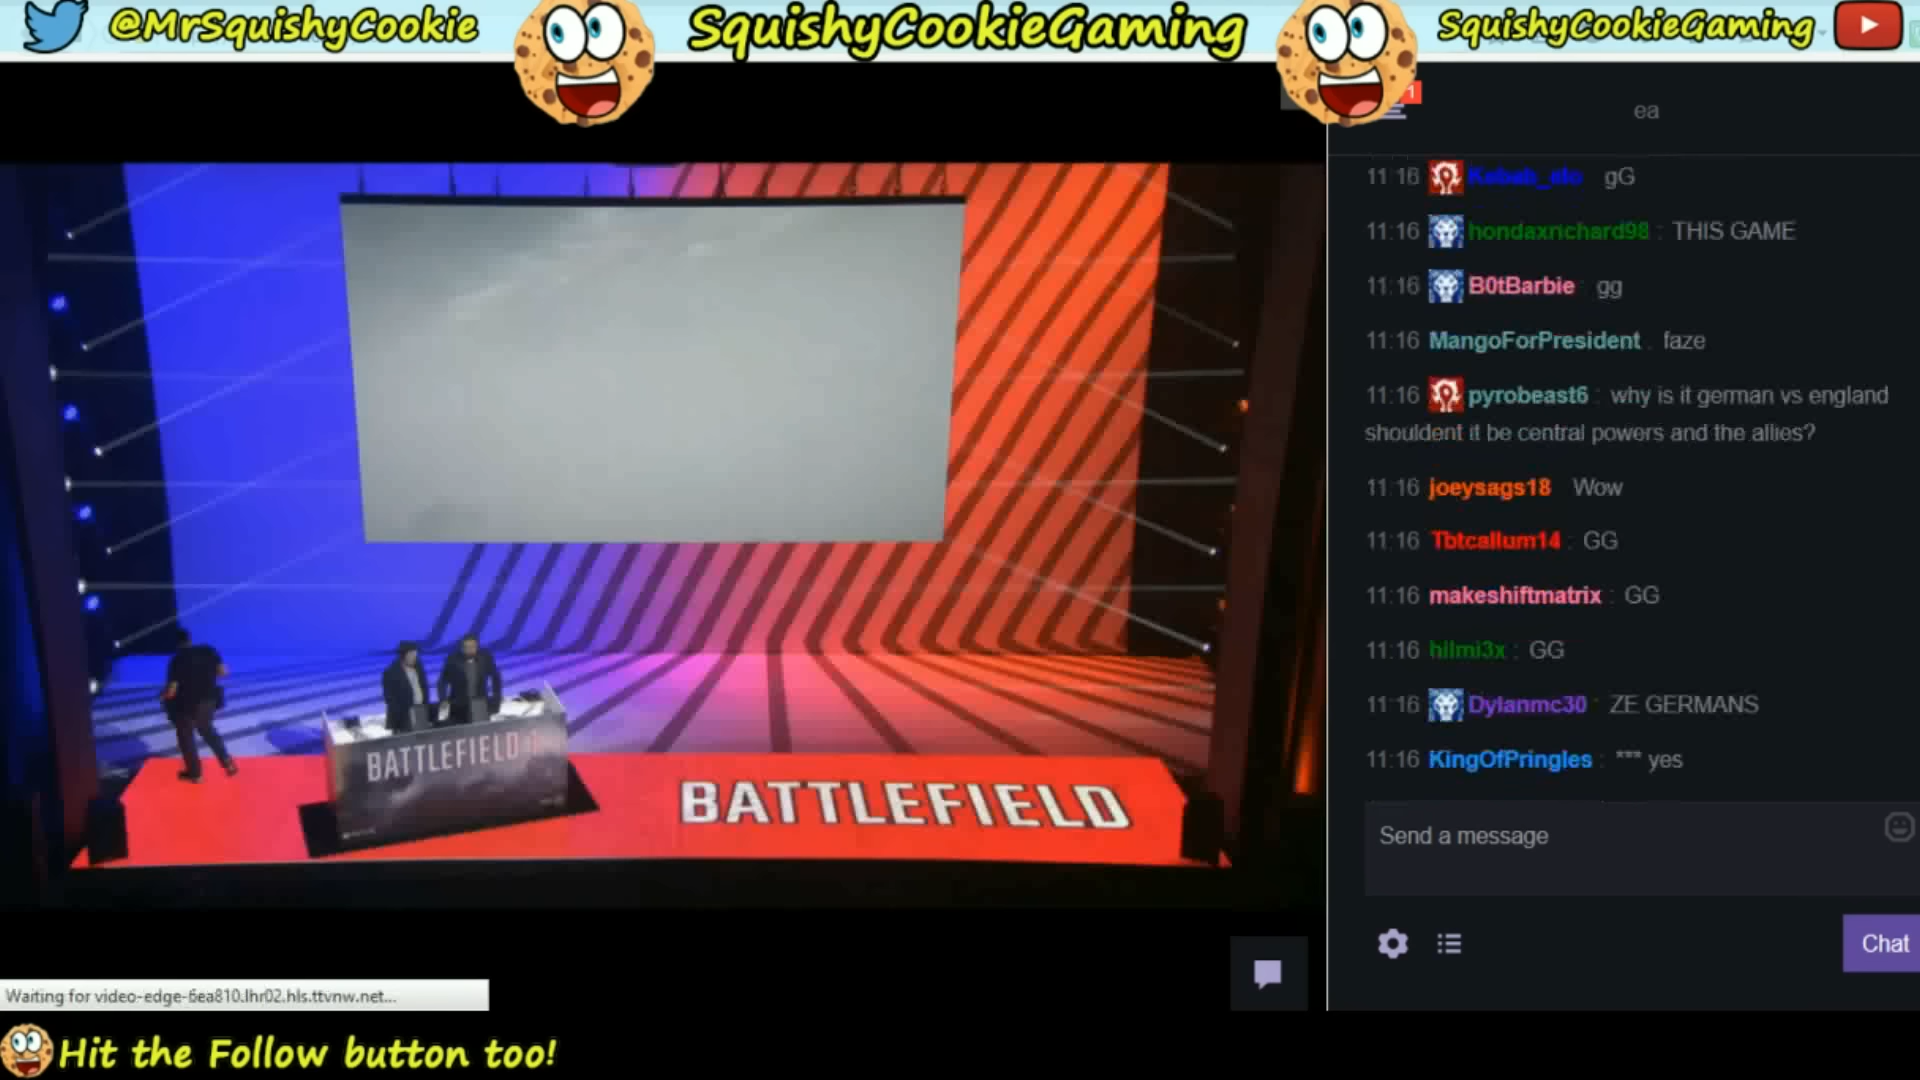 @MrSquishyCookie
SquishyCookieGaming
SquishyCookieGaming
1
ea
11:16 gG
11:16 hondaxrichard98 : THIS GAME
11:16 B0tBarbie : gg
11:16 MangoForPresident : faze
11:16 pyrobeast6 : why is it german vs england
shouldent it be central powers and the allies?
11:16 joeysags18 Wow
11:16 Tbtcallum14 : GG
11:16 makeshiftmatrix : GG
11:16 hilmi3x : GG
11:16 Dylanmc30 : ZE GERMANS
11:16 KingOfPringles : *** yes
BATTLEFIELD
BATTLEFIELD
Send a message
Chat
Waiting for video-edge-6ea810.lhr02.hls.ttvnw.net...
Hit the Follow button too!